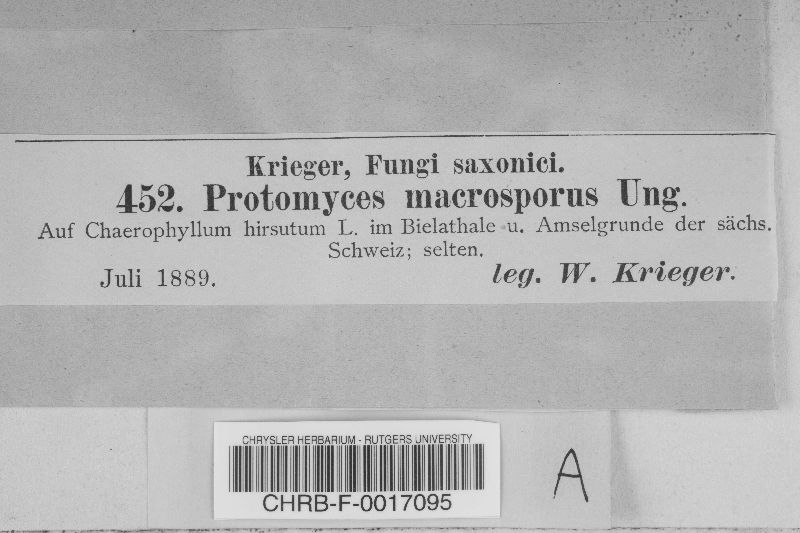 Krieger, Fungi saxonici.
452. Protomyces macrosporus Ung.
Auf Chaerophyllum hirsutum L. im Bielathale u. Amselgrunde der sächs.
Schweiz; selten.
Juli 1889. leg. W. Krieger.
CHRYSLER HERBARIUM - RUTGERS UNIVERSITY
CHRB-F-0017095
A